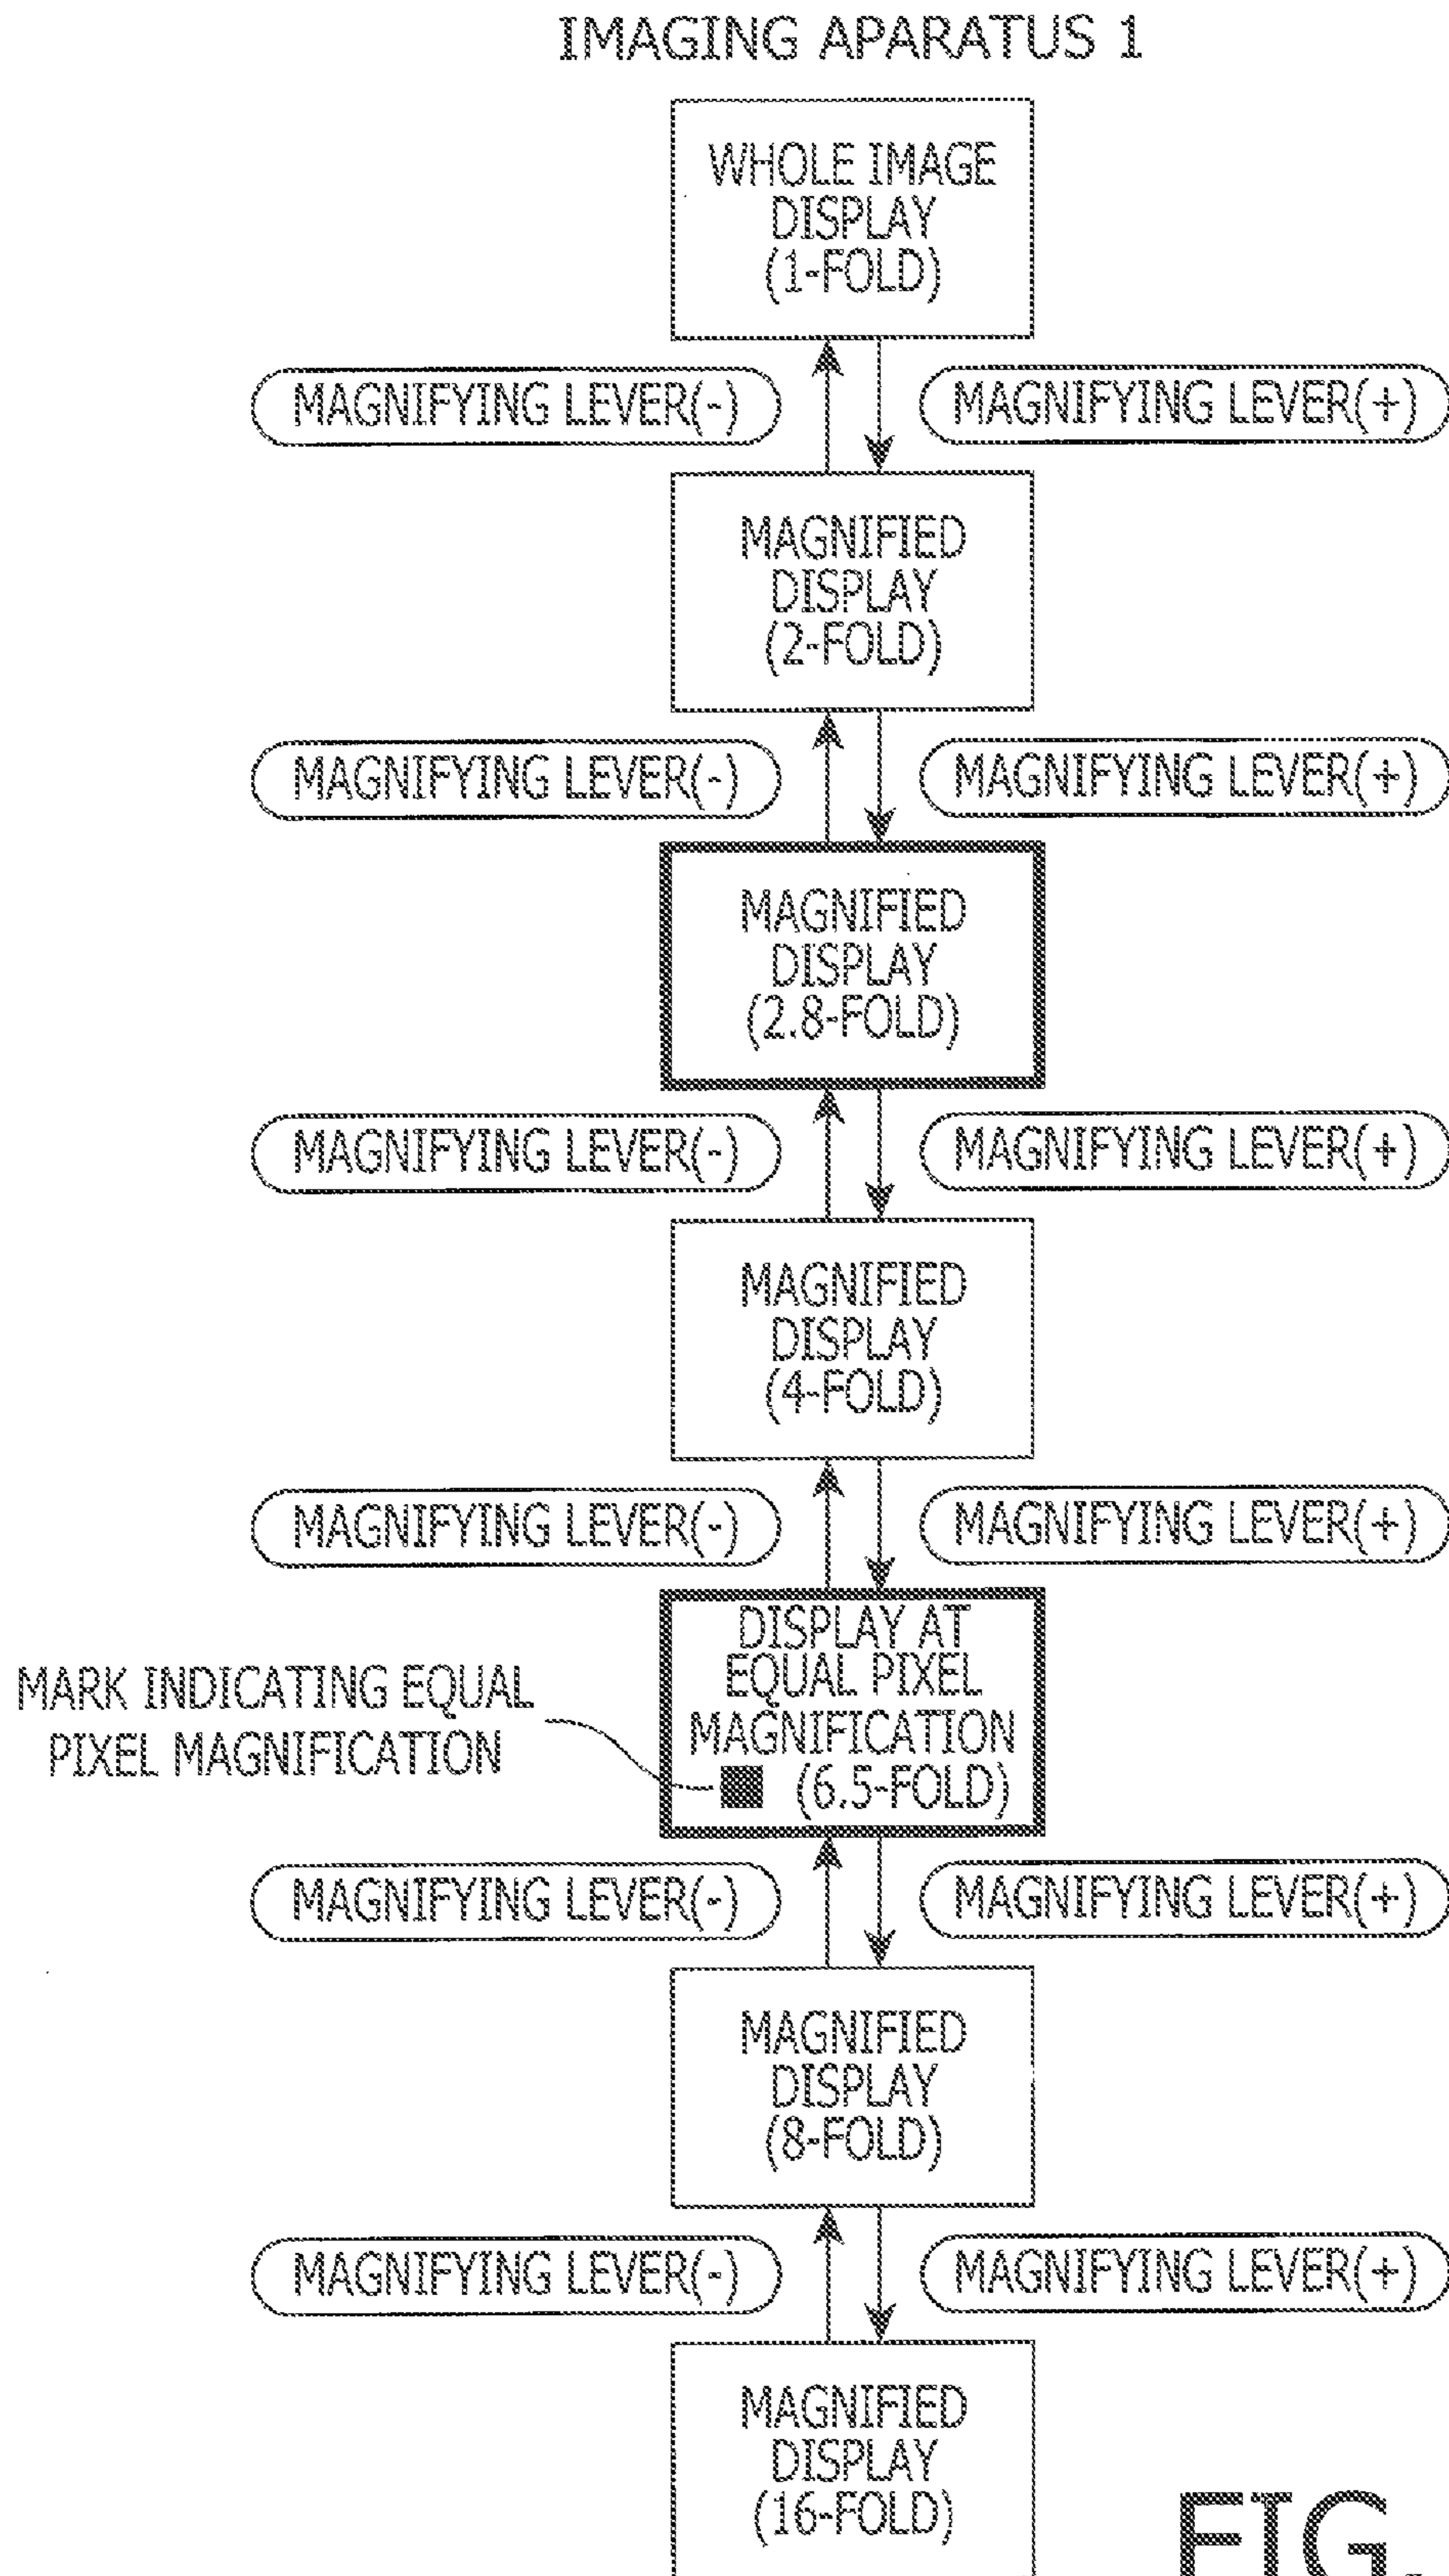 IMAGING APARATUS 1
WHOLE IMAGE
DISPLAY
(1-FOLD)
MAGNIFYING LEVER(-)
MAGNIFYING LEVER(+)
MAGNIFIED
DISPLAY
(2-FOLD)
MAGNIFYING LEVER(-)
MAGNIFYING LEVER(+)
MAGNIFIED
DISPLAY
(2.8-FOLD)
MAGNIFYING LEVER(-)
MAGNIFYING LEVER(+)
MAGNIFIED
DISPLAY
(4-FOLD)
MAGNIFYING LEVER(-)
MAGNIFYING LEVER(+)
DISPLAY AT
EQUAL PIXEL
MAGNIFICATION
(6.5-FOLD)
MARK INDICATING EQUAL
PIXEL MAGNIFICATION
MAGNIFYING LEVER(-)
MAGNIFYING LEVER(+)
MAGNIFIED
DISPLAY
(8-FOLD)
MAGNIFYING LEVER(-)
MAGNIFYING LEVER(+)
MAGNIFIED
DISPLAY
(16-FOLD)
FIG.